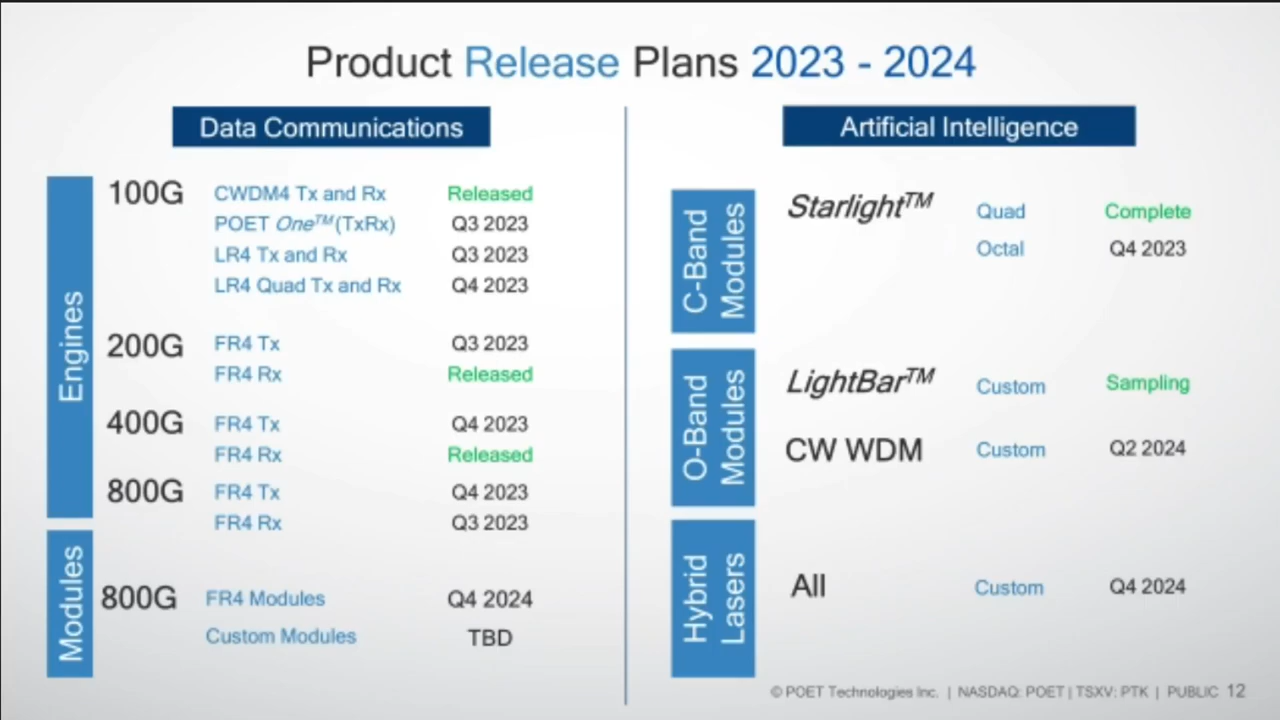 Product Release Plans 2023 - 2024
Data Communications
Engines
100G CWDM4 Tx and Rx Released
POET One™(TxRx) Q3 2023
LR4 Tx and Rx Q3 2023
LR4 Quad Tx and Rx Q4 2023
200G FR4 Tx Q3 2023
FR4 Rx Released
400G FR4 Tx Q4 2023
FR4 Rx Released
800G FR4 Tx Q4 2023
FR4 Rx Q3 2023
Modules
800G FR4 Modules Q4 2024
Custom Modules TBD
Artificial Intelligence
C-Band
Modules
Starlight™ Quad Complete
Octal Q4 2023
O-Band
Modules
LightBar™ Custom Sampling
CW WDM Custom Q2 2024
Hybrid
Lasers
All Custom Q4 2024
© POET Technologies Inc. | NASDAQ: POET | TSXV: PTK | PUBLIC 12